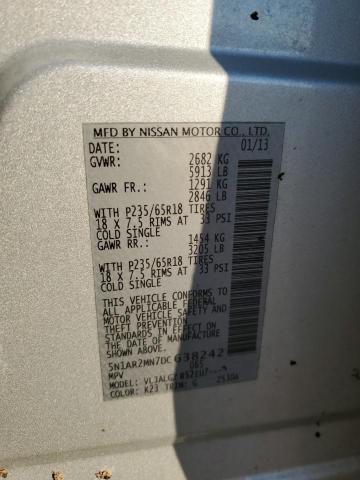 MFD BY NISSAN MOTOR CO., LTD.
DATE: 01/13
GVWR: 2682 KG
5913 LB
GAWR FR.: 1291 KG
2846 LB
WITH P235/65R18 TIRES
18 X 7.5 RIMS AT 33 PSI
COLD SINGLE
GAWR RR.: 1454 KG
3205 LB
WITH P235/65R18 TIRES
18 X 7.5 RIMS AT 33 PSI
COLD SINGLE
THIS VEHICLE CONFORMS TO ALL
APPLICABLE FEDERAL
MOTOR VEHICLE SAFETY AND
THEFT PREVENTION
STANDARDS IN EFFECT ON THE
DATE OF MANUFACTURE
SHOWN ABOVE.
5N1AR2MN7DC G38242
MPV
MODEL:
COLOR: K23 TRIM: G